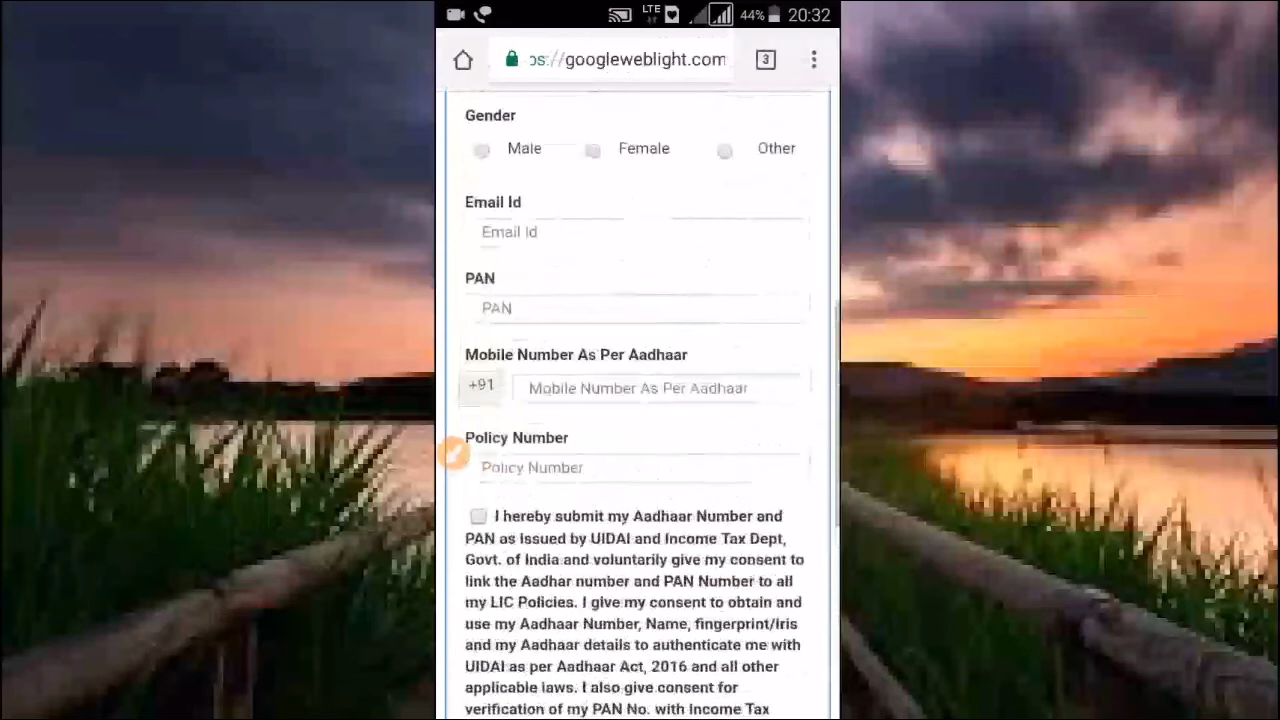 LTE 44% 20:32
ps://googleweblight.com 3
Gender
Male Female Other
Email Id
Email Id
PAN
PAN
Mobile Number As Per Aadhaar
+91 Mobile Number As Per Aadhaar
Policy Number
Policy Number
I hereby submit my Aadhaar Number and
PAN as issued by UIDAI and Income Tax Dept,
Govt. of India and voluntarily give my consent to
link the Aadhar number and PAN Number to all
my LIC Policies. I give my consent to obtain and
use my Aadhaar Number, Name, fingerprint/Iris
and my Aadhaar details to authenticate me with
UIDAI as per Aadhaar Act, 2016 and all other
applicable laws. I also give consent for
verification of my PAN No. with Income Tax